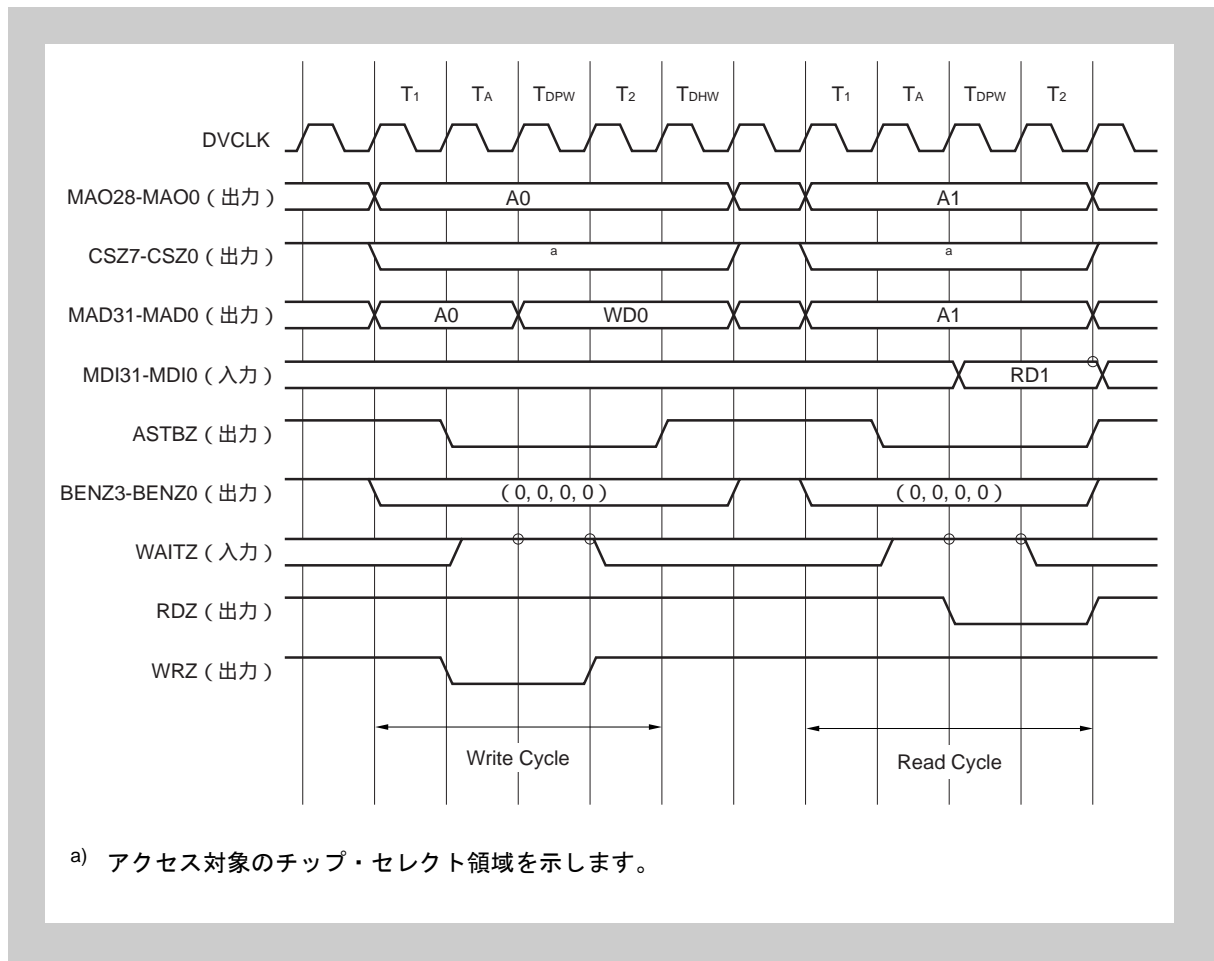 T1 TA TDPW T2 TDHW T1 TA TDPW T2
DVCLK
MAO28-MAO0 ( 出力 ) A0 A1
CSZ7-CSZ0 ( 出力 ) a a
MAD31-MAD0 ( 出力 ) A0 WD0 A1
MDI31-MDI0 ( 入力 ) RD1
ASTBZ ( 出力 )
BENZ3-BENZ0 ( 出力 ) ( 0, 0, 0, 0 ) ( 0, 0, 0, 0 )
WAITZ ( 入力 )
RDZ ( 出力 )
WRZ ( 出力 )
Write Cycle Read Cycle
a) アクセス対象のチップ・セレクト領域を示します。